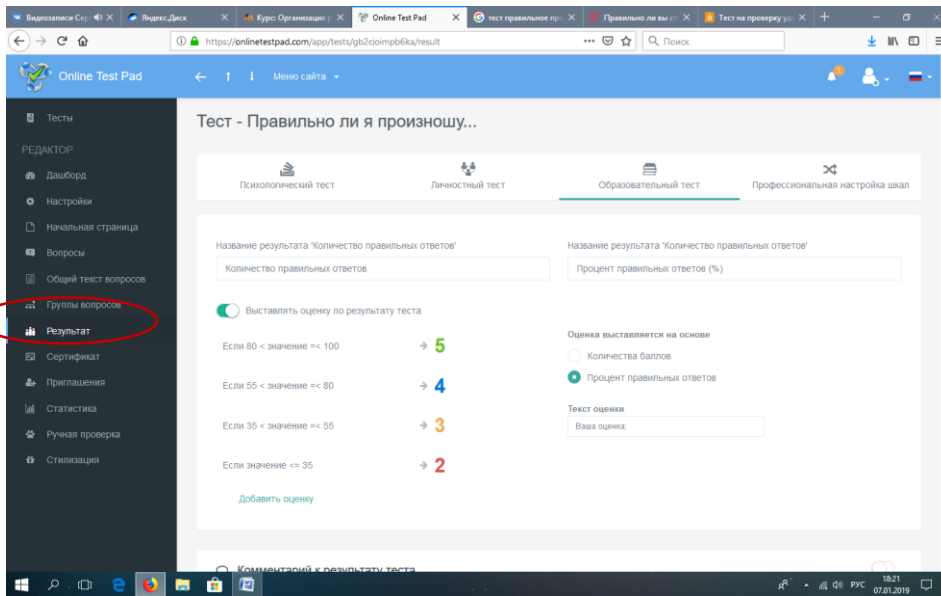 Видеозаписи Сер
Яндекс.Диск
Курс: Организация р
Online Test Pad
тест правильное про
Правильно ли вы ст
Тест на проверку уд
https://onlinetestpad.com/app/tests/gb2cioimpb6ka/result
Поиск
Online Test Pad
Меню сайта
Тесты
РЕДАКТОР
Дашборд
Настройки
Начальная страница
Вопросы
Общий текст вопросов
Группы вопросов
Результат
Сертификат
Приглашения
Статистика
Ручная проверка
Стилизация
Тест - Правильно ли я произношу...
Психологический тест
Личностный тест
Образовательный тест
Профессиональная настройка шкал
Название результата 'Количество правильных ответов'
Количество правильных ответов
Название результата 'Количество правильных ответов'
Процент правильных ответов (%)
Выставлять оценку по результату теста
Если 80 < значение =< 100 → 5
Если 55 < значение =< 80 → 4
Если 35 < значение =< 55 → 3
Если значение <= 35 → 2
Добавить оценку
Оценка выставляется на основе
Количества баллов
Процент правильных ответов
Текст оценки
Ваша оценка:
Комментарий к результату теста
РУС
18:21
07.01.2019